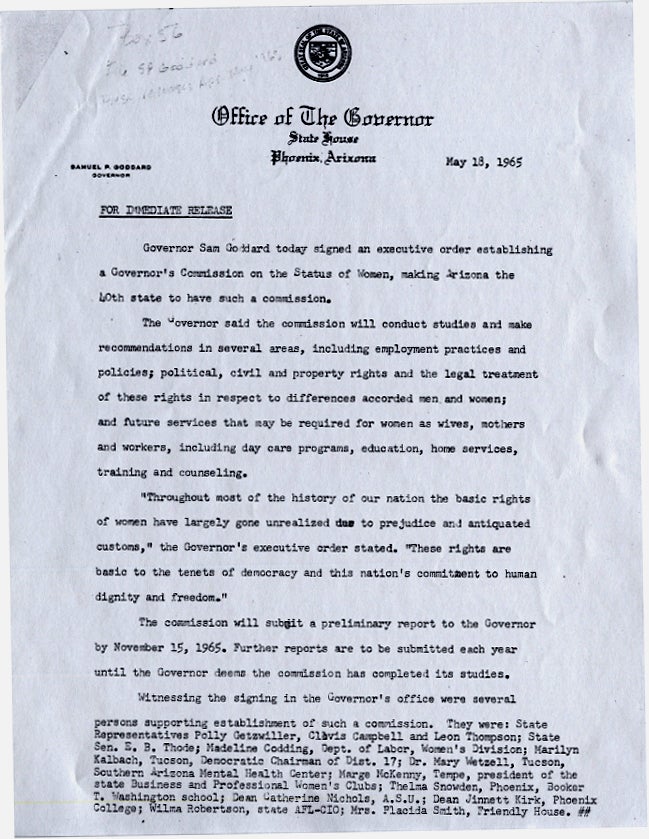 Box 56
Office of The Governor
State House
Phoenix, Arizona
SAMUEL P. GODDARD
GOVERNOR
May 18, 1965
FOR IMMEDIATE RELEASE
Governor Sam Goddard today signed an executive order establishing
a Governor's Commission on the Status of Women, making Arizona the
40th state to have such a commission.
The Governor said the commission will conduct studies and make
recommendations in several areas, including employment practices and
policies; political, civil and property rights and the legal treatment
of these rights in respect to differences accorded men and women;
and future services that may be required for women as wives, mothers
and workers, including day care programs, education, home services,
training and counseling.
"Throughout most of the history of our nation the basic rights
of women have largely gone unrealized due to prejudice and antiquated
customs," the Governor's executive order stated. "These rights are
basic to the tenets of democracy and this nation's commitment to human
dignity and freedom."
The commission will submit a preliminary report to the Governor
by November 15, 1965. Further reports are to be submitted each year
until the Governor deems the commission has completed its studies.
Witnessing the signing in the Governor's office were several
persons supporting establishment of such a commission. They were: State
Representatives Polly Getzwiller, Clavis Campbell and Leon Thompson; State
Sen. E. B. Thode; Madeline Codding, Dept. of Labor, Women's Division; Marilyn
Kalbach, Tucson, Democratic Chairman of Dist. 17; Dr. Mary Wetzell, Tucson,
Southern Arizona Mental Health Center; Marge McKenny, Tempe, president of the
state Business and Professional Women's Clubs; Thelma Snowden, Phoenix, Booker
T. Washington school; Dean Catherine Nichols, A.S.U.; Dean Jinnett Kirk, Phoenix
College; Wilma Robertson, state AFL-CIO; Mrs. Placida Smith, Friendly House. ##